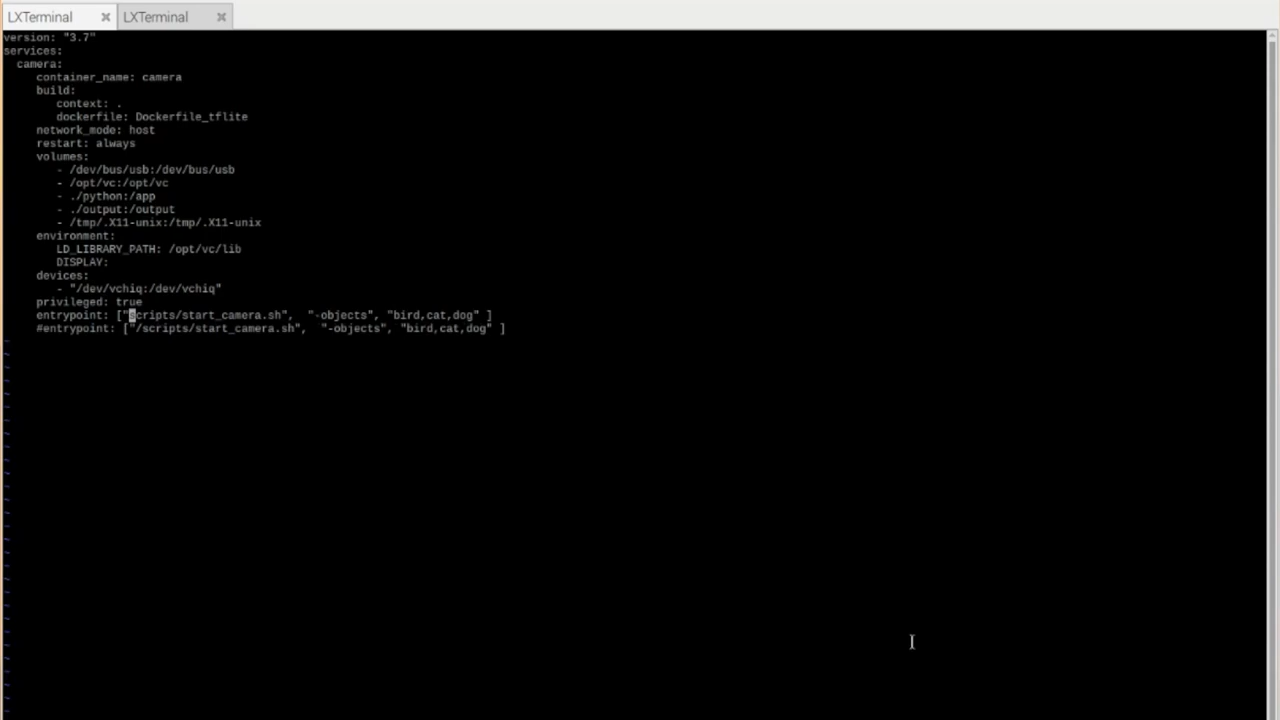 LXTerminal LXTerminal
version: "3.7"
services:
  camera:
     container_name: camera
     build:
        context: .
        dockerfile: Dockerfile_tflite
     network_mode: host
     restart: always
     volumes:
        - /dev/bus/usb:/dev/bus/usb
        - /opt/vc:/opt/vc
        - ./python:/app
        - ./output:/output
        - /tmp/.X11-unix:/tmp/.X11-unix
     environment:
        LD_LIBRARY_PATH: /opt/vc/lib
        DISPLAY:
     devices:
        - "/dev/vchiq:/dev/vchiq"
     privileged: true
     entrypoint: ["scripts/start_camera.sh",  "-objects", "bird,cat,dog" ]
     #entrypoint: ["/scripts/start_camera.sh",  "-objects", "bird,cat,dog" ]